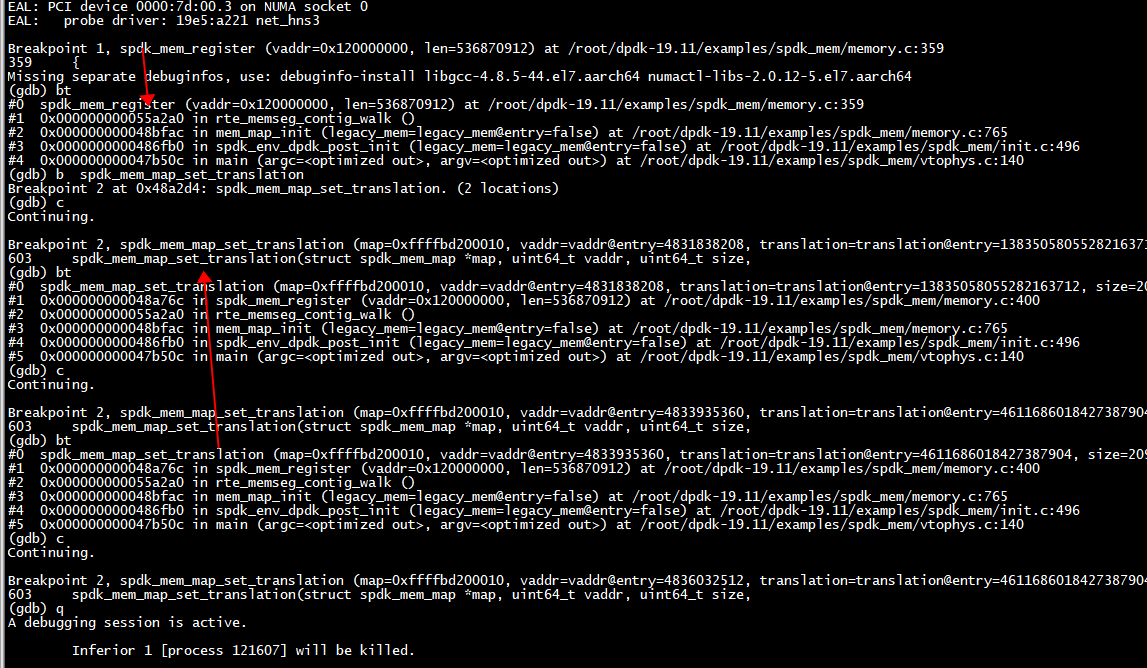 EAL: PCI device 0000:7d:00.3 on NUMA socket 0
EAL:   probe driver: 19e5:a221 net_hns3
Breakpoint 1, spdk_mem_register (vaddr=0x120000000, len=536870912) at /root/dpdk-19.11/examples/spdk_mem/memory.c:359
359     {
Missing separate debuginfos, use: debuginfo-install libgcc-4.8.5-44.el7.aarch64 numactl-libs-2.0.12-5.el7.aarch64
(gdb) bt
#0  spdk_mem_register (vaddr=0x120000000, len=536870912) at /root/dpdk-19.11/examples/spdk_mem/memory.c:359
#1  0x000000000055a2a0 in rte_memseg_contig_walk ()
#2  0x000000000048bfac in mem_map_init (legacy_mem=legacy_mem@entry=false) at /root/dpdk-19.11/examples/spdk_mem/memory.c:765
#3  0x0000000000486fb0 in spdk_env_dpdk_post_init (legacy_mem=legacy_mem@entry=false) at /root/dpdk-19.11/examples/spdk_mem/init.c:496
#4  0x000000000047b50c in main (argc=<optimized out>, argv=<optimized out>) at /root/dpdk-19.11/examples/spdk_mem/vtophys.c:140
(gdb) b  spdk_mem_map_set_translation
Breakpoint 2 at 0x48a2d4: spdk_mem_map_set_translation. (2 locations)
(gdb) c
Continuing.
Breakpoint 2, spdk_mem_map_set_translation (map=0xffffbd200010, vaddr=vaddr@entry=4831838208, translation=translation@entry=1383505805528216371
603     spdk_mem_map_set_translation(struct spdk_mem_map *map, uint64_t vaddr, uint64_t size,
(gdb) bt
#0  spdk_mem_map_set_translation (map=0xffffbd200010, vaddr=vaddr@entry=4831838208, translation=translation@entry=13835058055282163712, size=20
#1  0x000000000048a76c in spdk_mem_register (vaddr=0x120000000, len=536870912) at /root/dpdk-19.11/examples/spdk_mem/memory.c:400
#2  0x000000000055a2a0 in rte_memseg_contig_walk ()
#3  0x000000000048bfac in mem_map_init (legacy_mem=legacy_mem@entry=false) at /root/dpdk-19.11/examples/spdk_mem/memory.c:765
#4  0x0000000000486fb0 in spdk_env_dpdk_post_init (legacy_mem=legacy_mem@entry=false) at /root/dpdk-19.11/examples/spdk_mem/init.c:496
#5  0x000000000047b50c in main (argc=<optimized out>, argv=<optimized out>) at /root/dpdk-19.11/examples/spdk_mem/vtophys.c:140
(gdb) c
Continuing.
Breakpoint 2, spdk_mem_map_set_translation (map=0xffffbd200010, vaddr=vaddr@entry=4833935360, translation=translation@entry=4611686018427387904
603     spdk_mem_map_set_translation(struct spdk_mem_map *map, uint64_t vaddr, uint64_t size,
(gdb) bt
#0  spdk_mem_map_set_translation (map=0xffffbd200010, vaddr=vaddr@entry=4833935360, translation=translation@entry=4611686018427387904, size=209
#1  0x000000000048a76c in spdk_mem_register (vaddr=0x120000000, len=536870912) at /root/dpdk-19.11/examples/spdk_mem/memory.c:400
#2  0x000000000055a2a0 in rte_memseg_contig_walk ()
#3  0x000000000048bfac in mem_map_init (legacy_mem=legacy_mem@entry=false) at /root/dpdk-19.11/examples/spdk_mem/memory.c:765
#4  0x0000000000486fb0 in spdk_env_dpdk_post_init (legacy_mem=legacy_mem@entry=false) at /root/dpdk-19.11/examples/spdk_mem/init.c:496
#5  0x000000000047b50c in main (argc=<optimized out>, argv=<optimized out>) at /root/dpdk-19.11/examples/spdk_mem/vtophys.c:140
(gdb) c
Continuing.
Breakpoint 2, spdk_mem_map_set_translation (map=0xffffbd200010, vaddr=vaddr@entry=4836032512, translation=translation@entry=4611686018427387904
603     spdk_mem_map_set_translation(struct spdk_mem_map *map, uint64_t vaddr, uint64_t size,
(gdb) q
A debugging session is active.
        Inferior 1 [process 121607] will be killed.